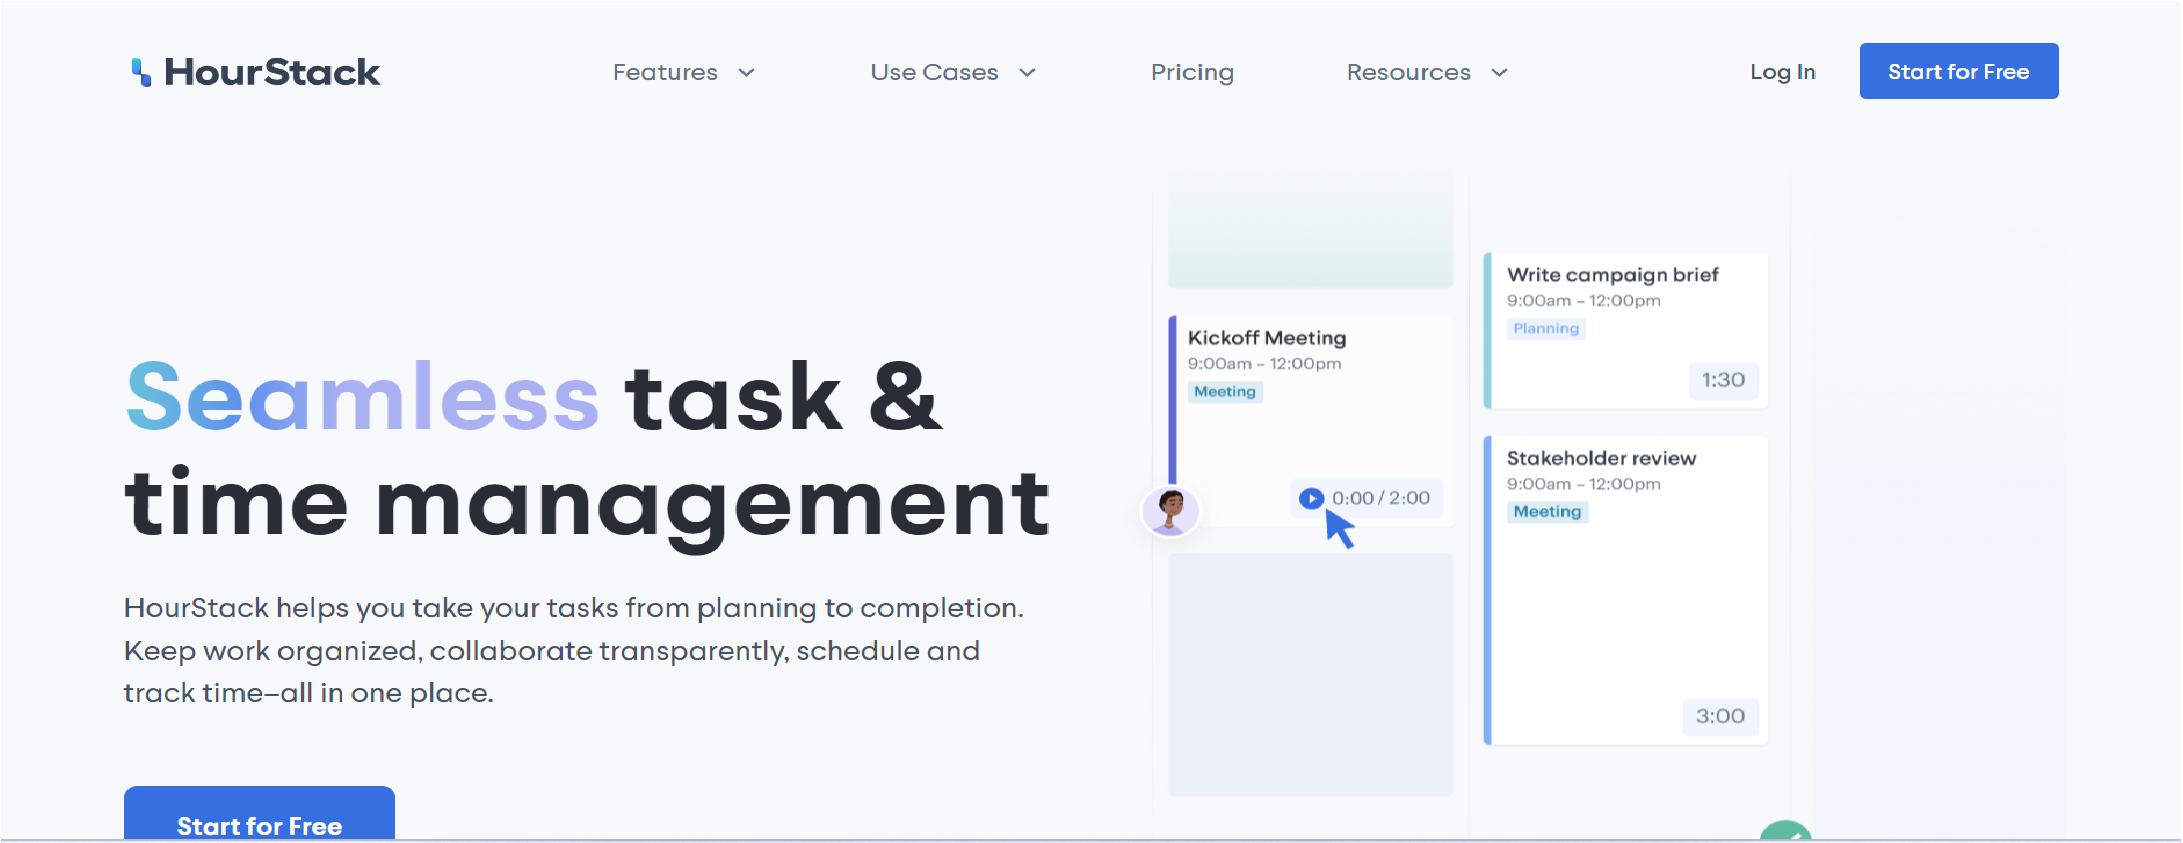 HourStack
Features
Use Cases
Pricing
Resources
Log In
Start for Free
Seamless task &
time management
HourStack helps you take your tasks from planning to completion.
Keep work organized, collaborate transparently, schedule and
track time–all in one place.
Start for Free
Kickoff Meeting
9:00am – 12:00pm
Meeting
0:00 / 2:00
Write campaign brief
9:00am – 12:00pm
Planning
1:30
Stakeholder review
9:00am – 12:00pm
Meeting
3:00